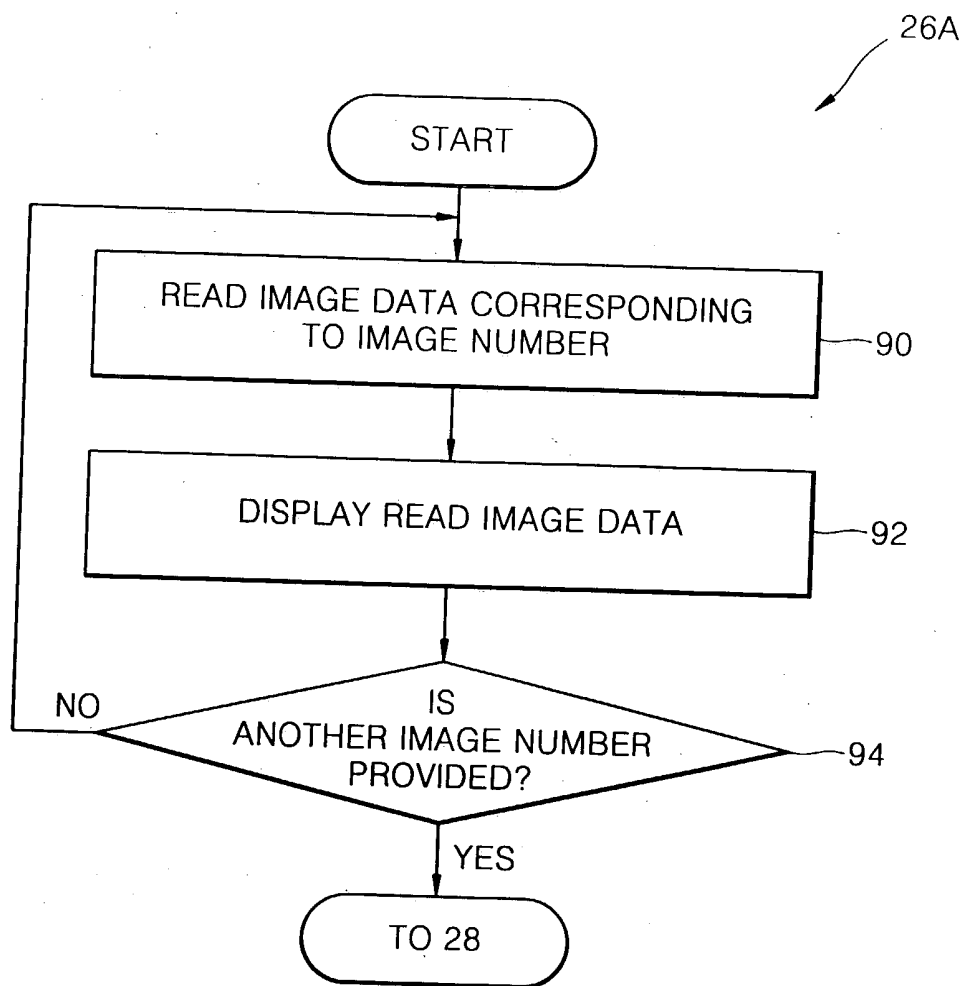 26A
START
READ IMAGE DATA CORRESPONDING
TO IMAGE NUMBER
90
DISPLAY READ IMAGE DATA
92
IS
ANOTHER IMAGE NUMBER
PROVIDED?
94
NO
YES
TO 28